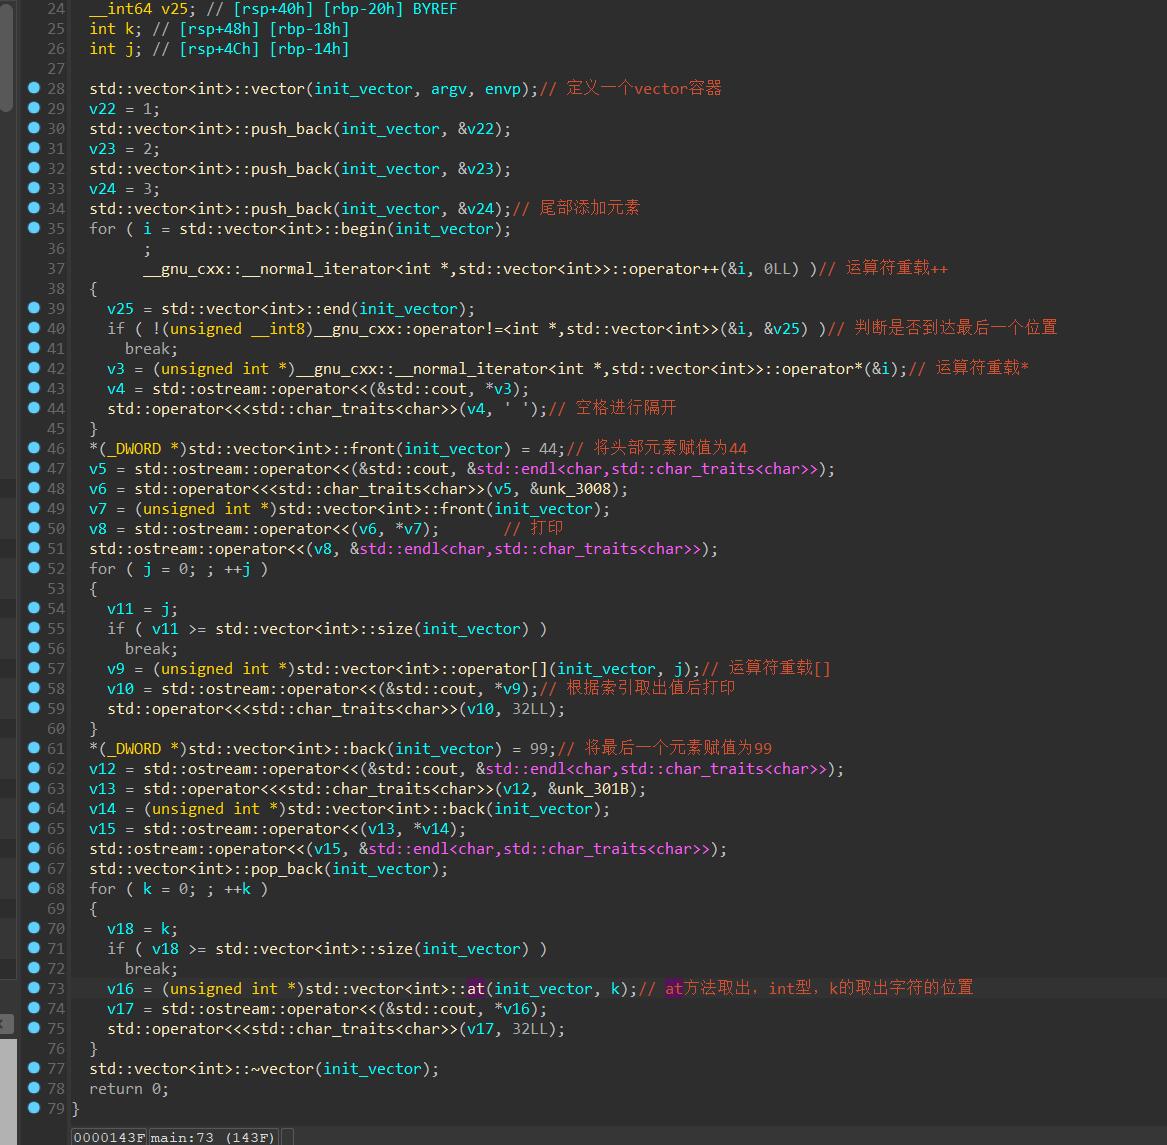 24 __int64 v25; // [rsp+40h] [rbp-20h] BYREF
25 int k; // [rsp+48h] [rbp-18h]
26 int j; // [rsp+4Ch] [rbp-14h]
27
28 std::vector<int>::vector(init_vector, argv, envp);// 定义一个vector容器
29 v22 = 1;
30 std::vector<int>::push_back(init_vector, &v22);
31 v23 = 2;
32 std::vector<int>::push_back(init_vector, &v23);
33 v24 = 3;
34 std::vector<int>::push_back(init_vector, &v24);// 尾部添加元素
35 for ( i = std::vector<int>::begin(init_vector);
36 ;
37 __gnu_cxx::__normal_iterator<int *,std::vector<int>>::operator++(&i, 0LL) )// 运算符重载++
38 {
39 v25 = std::vector<int>::end(init_vector);
40 if ( !(unsigned __int8)__gnu_cxx::operator!=<int *,std::vector<int>>(&i, &v25) )// 判断是否到达最后一个位置
41 break;
42 v3 = (unsigned int *)__gnu_cxx::__normal_iterator<int *,std::vector<int>>::operator*(&i);// 运算符重载*
43 v4 = std::ostream::operator<<(&std::cout, *v3);
44 std::operator<<<std::char_traits<char>>(v4, ' ');// 空格进行隔开
45 }
46 *(_DWORD *)std::vector<int>::front(init_vector) = 44;// 将头部元素赋值为44
47 v5 = std::ostream::operator<<(&std::cout, &std::endl<char,std::char_traits<char>>);
48 v6 = std::operator<<<std::char_traits<char>>(v5, &unk_3008);
49 v7 = (unsigned int *)std::vector<int>::front(init_vector);
50 v8 = std::ostream::operator<<(v6, *v7); // 打印
51 std::ostream::operator<<(v8, &std::endl<char,std::char_traits<char>>);
52 for ( j = 0; ; ++j )
53 {
54 v11 = j;
55 if ( v11 >= std::vector<int>::size(init_vector) )
56 break;
57 v9 = (unsigned int *)std::vector<int>::operator[](init_vector, j);// 运算符重载[]
58 v10 = std::ostream::operator<<(&std::cout, *v9);// 根据索引取出值后打印
59 std::operator<<<std::char_traits<char>>(v10, 32LL);
60 }
61 *(_DWORD *)std::vector<int>::back(init_vector) = 99;// 将最后一个元素赋值为99
62 v12 = std::ostream::operator<<(&std::cout, &std::endl<char,std::char_traits<char>>);
63 v13 = std::operator<<<std::char_traits<char>>(v12, &unk_301B);
64 v14 = (unsigned int *)std::vector<int>::back(init_vector);
65 v15 = std::ostream::operator<<(v13, *v14);
66 std::ostream::operator<<(v15, &std::endl<char,std::char_traits<char>>);
67 std::vector<int>::pop_back(init_vector);
68 for ( k = 0; ; ++k )
69 {
70 v18 = k;
71 if ( v18 >= std::vector<int>::size(init_vector) )
72 break;
73 v16 = (unsigned int *)std::vector<int>::at(init_vector, k);// at方法取出，int型，k的取出字符的位置
74 v17 = std::ostream::operator<<(&std::cout, *v16);
75 std::operator<<<std::char_traits<char>>(v17, 32LL);
76 }
77 std::vector<int>::~vector(init_vector);
78 return 0;
79 }
0000143F main:73 (143F)